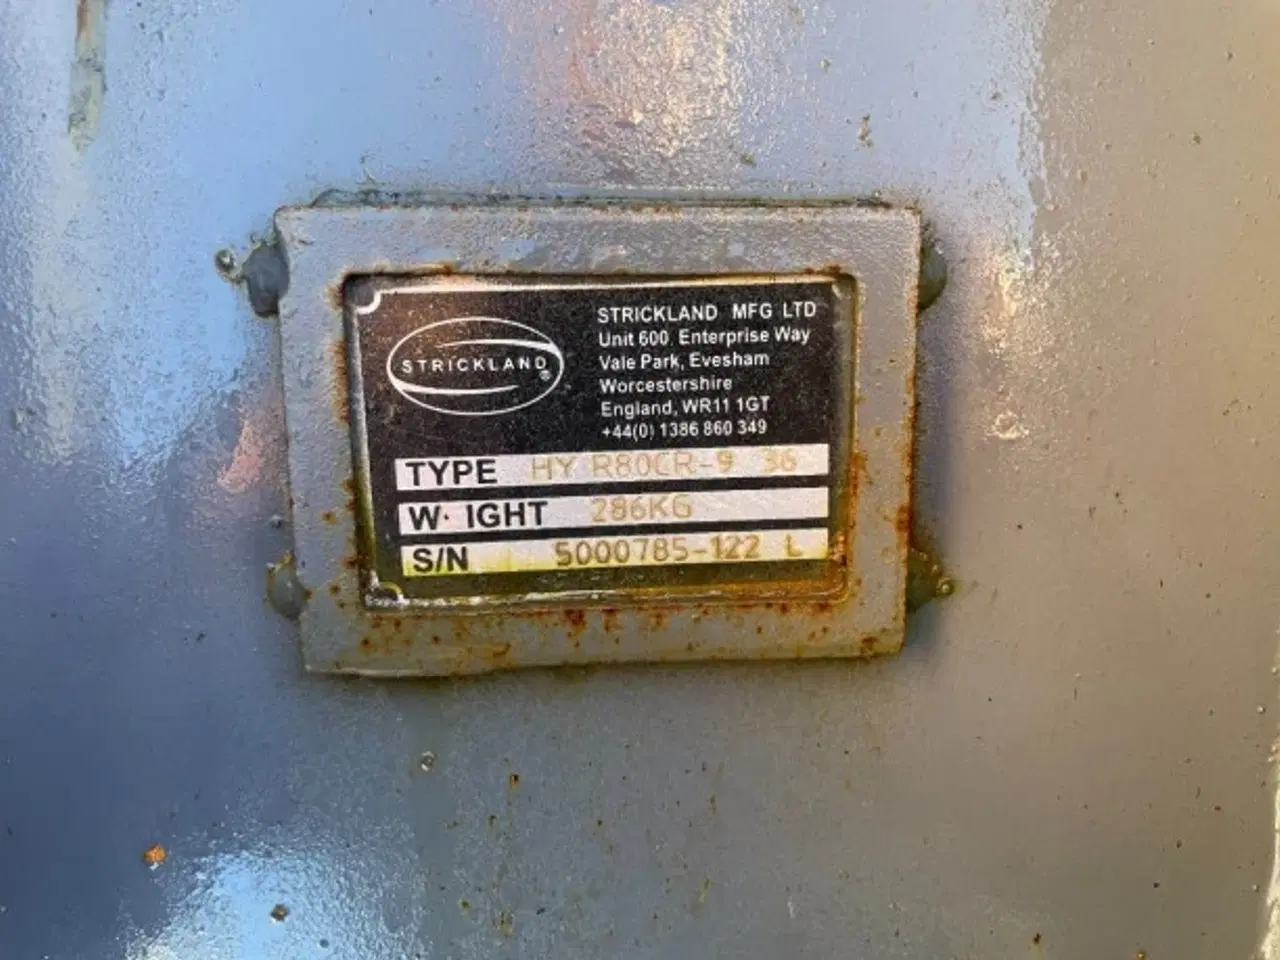 STRICKLAND®
STRICKLAND MFG LTD
Unit 600, Enterprise Way
Vale Park, Evesham
Worcestershire
England, WR11 1GT
+44(0) 1386 860 349
TYPE HY R80CR-9 36
W IGHT 286KG
S/N 5000785-122 L